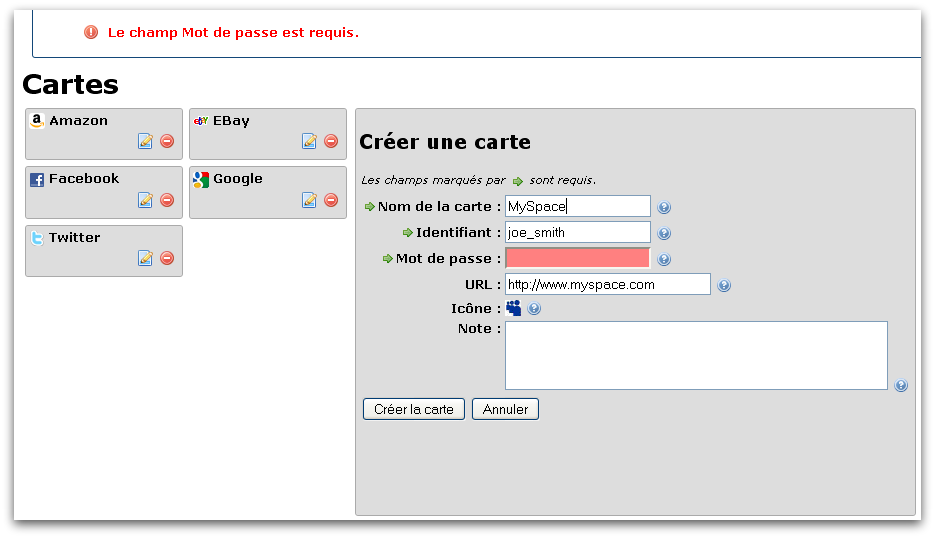 Le champ Mot de passe est requis.
Cartes
Amazon
EBay
Facebook
Google
Twitter
Créer une carte
Les champs marqués par sont requis.
Nom de la carte : MySpace
Identifiant : joe_smith
Mot de passe :
URL : http://www.myspace.com
Icône :
Note :
Créer la carte Annuler